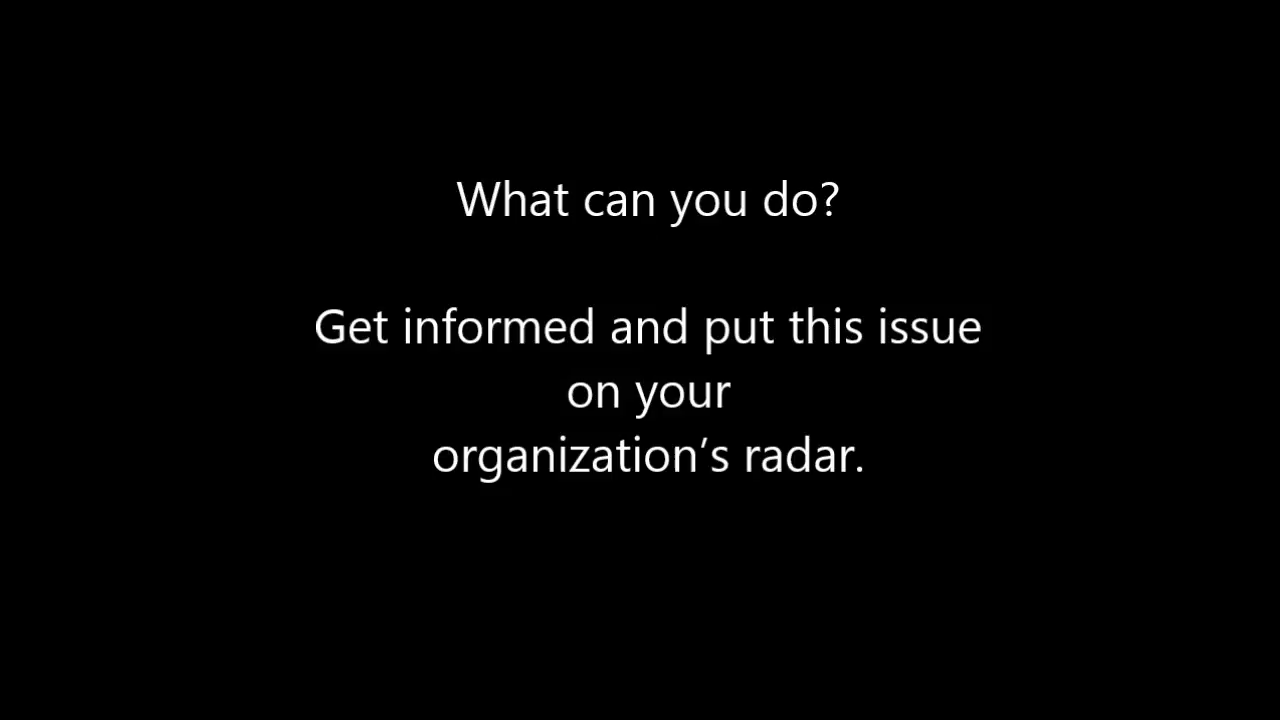 What can you do?
Get informed and put this issue
on your
organization’s radar.